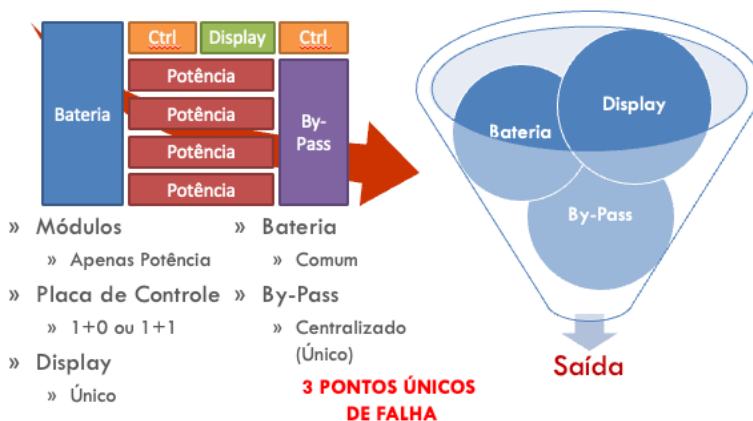 Bateria
Ctrl
Display
Ctrl
Potência
Potência
Potência
Potência
By-
Pass
» Módulos
» Apenas Potência
» Placa de Controle
» 1+0 ou 1+1
» Display
» Único
» Bateria
» Comum
» By-Pass
» Centralizado
(Único)
3 PONTOS ÚNICOS
DE FALHA
Bateria
Display
By-Pass
Saída